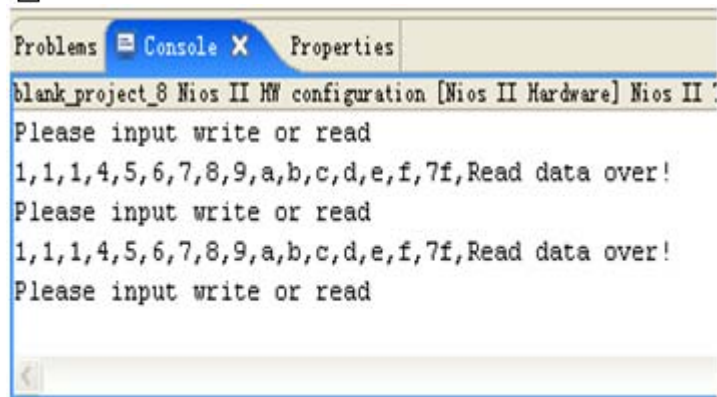 Problems Console Properties
blank_project_8 Nios II HW configuration [Nios II Hardware] Nios II
Please input write or read
1,1,1,4,5,6,7,8,9,a,b,c,d,e,f,7f,Read data over!
Please input write or read
1,1,1,4,5,6,7,8,9,a,b,c,d,e,f,7f,Read data over!
Please input write or read